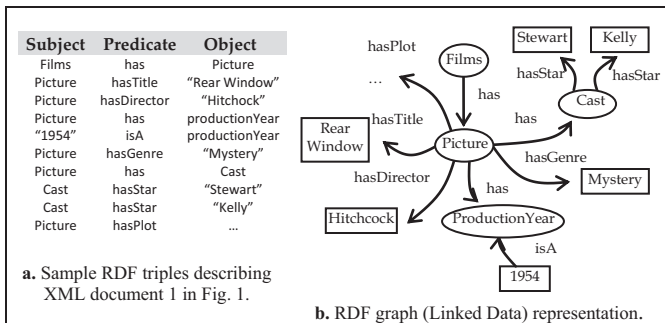 Subject Predicate Object
Films has Picture
Picture hasTitle “Rear Window”
Picture hasDirector “Hitchock”
Picture has productionYear
“1954” isA productionYear
Picture hasGenre “Mystery”
Picture has Cast
Cast hasStar “Stewart”
Cast hasStar “Kelly”
Picture hasPlot ...
a. Sample RDF triples describing
XML document 1 in Fig. 1.
Stewart
Kelly
hasPlot
...
Films
hasStar
hasStar
has
Cast
hasTitle
has
Rear
Window
Picture
hasGenre
hasDirector
has
Mystery
Hitchcock
ProductionYear
isA
1954
b. RDF graph (Linked Data) representation.